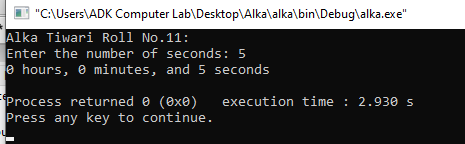 "C:\Users\ADK Computer Lab\Desktop\Alka\alka\bin\Debug\alka.exe"
Alka Tiwari Roll No.11:
Enter the number of seconds: 5
0 hours, 0 minutes, and 5 seconds
Process returned 0 (0x0)   execution time : 2.930 s
Press any key to continue.